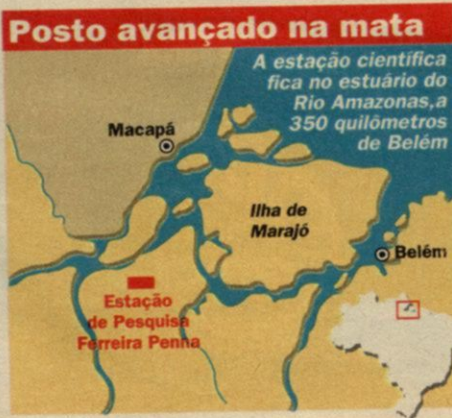 Posto avançado na mata
A estação científica
fica no estuário do
Rio Amazonas,a
350 quilômetros
de Belém
Macapá
Ilha de
Marajó
Belém
Estação
de Pesquisa
Ferreira Penna